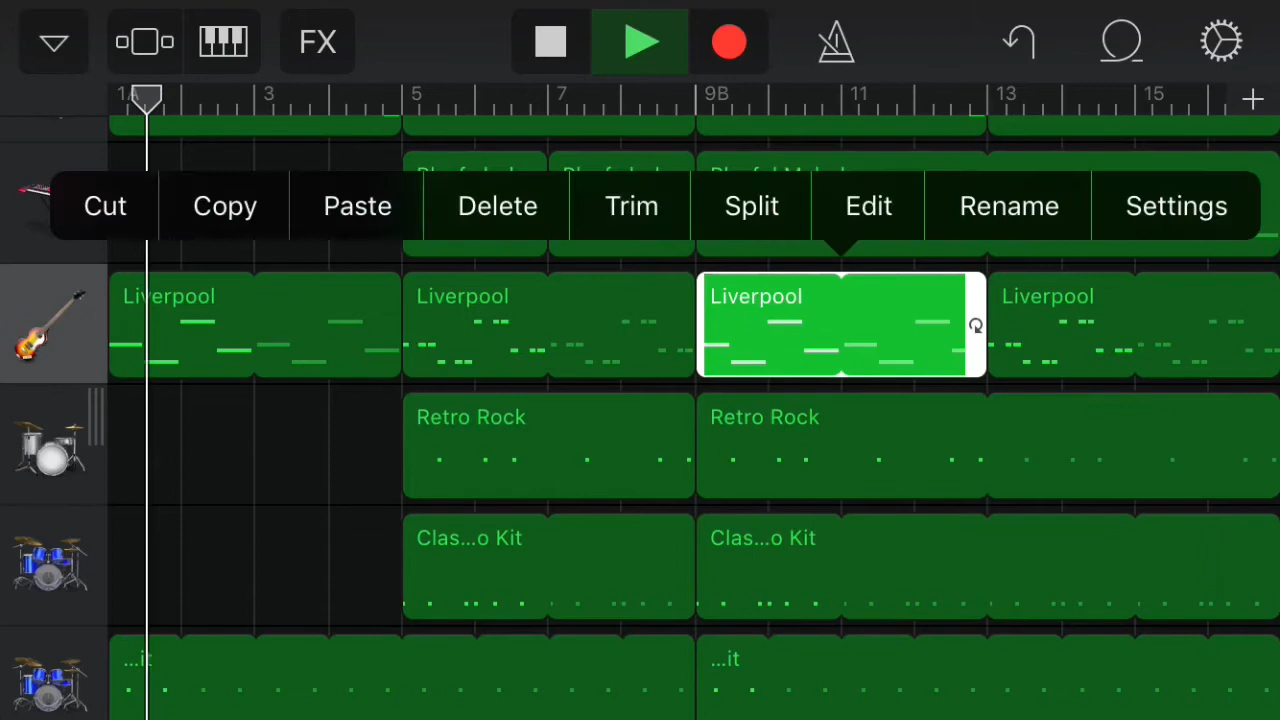 FX
1A 3 5 7 9B 11 13 15
Cut Copy Paste Delete Trim Split Edit Rename Settings
Liverpool Liverpool Liverpool Liverpool
Retro Rock Retro Rock
Clas...o Kit Clas...o Kit
...it ...it